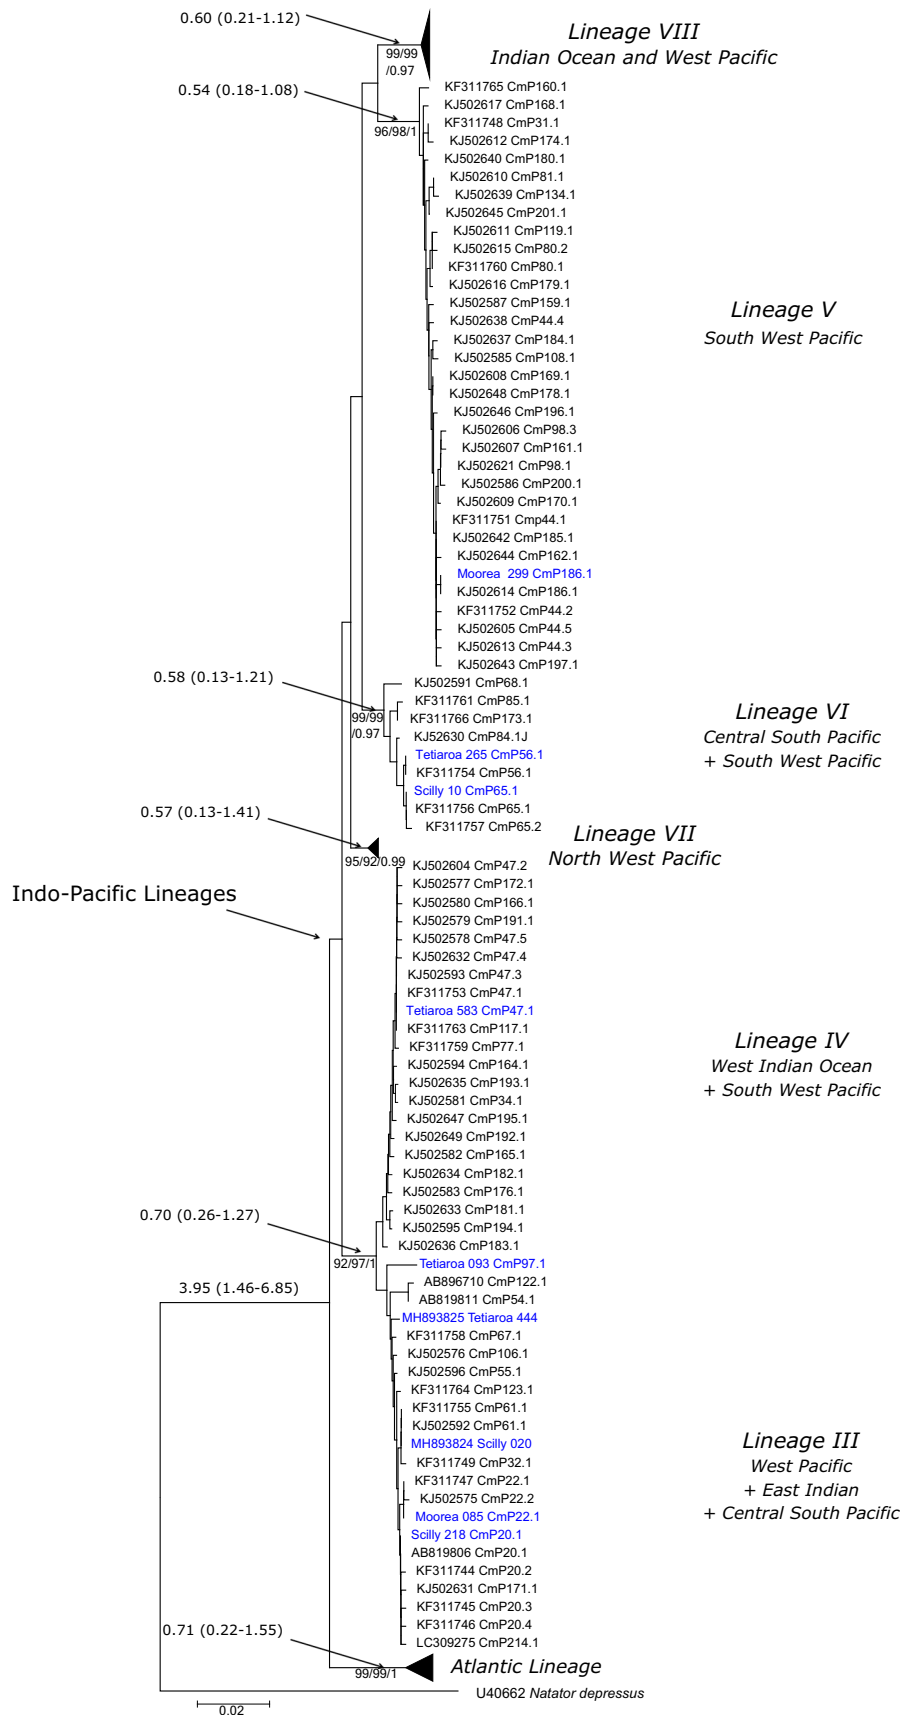 0.60 (0.21-1.12)
Lineage VIII
Indian Ocean and West Pacific
99/99
/0.97
KF311765 CmP160.1
0.54 (0.18-1.08)
KJ502617 CmP168.1
KF311748 CmP31.1
96/98/1
KJ502612 CmP174.1
KJ502640 CmP180.1
KJ502610 CmP81.1
KJ502639 CmP134.1
KJ502645 CmP201.1
KJ502611 CmP119.1
KJ502615 CmP80.2
KF311760 CmP80.1
KJ502616 CmP179.1
KJ502587 CmP159.1
Lineage V
South West Pacific
KJ502638 CmP44.4
KJ502637 CmP184.1
KJ502585 CmP108.1
KJ502608 CmP169.1
KJ502648 CmP178.1
KJ502646 CmP196.1
KJ502606 CmP98.3
KJ502607 CmP161.1
KJ502621 CmP98.1
KJ502586 CmP200.1
KJ502609 CmP170.1
KF311751 Cmp44.1
KJ502642 CmP185.1
KJ502644 CmP162.1
Moorea 299 CmP186.1
KJ502614 CmP186.1
KF311752 CmP44.2
KJ502605 CmP44.5
KJ502613 CmP44.3
KJ502643 CmP197.1
0.58 (0.13-1.21)
KJ502591 CmP68.1
KF311761 CmP85.1
99/99
/0.97
KF311766 CmP173.1
KJ52630 CmP84.1J
Lineage VI
Central South Pacific
+ South West Pacific
Tetiaroa 265 CmP56.1
KF311754 CmP56.1
Scilly 10 CmP65.1
KF311756 CmP65.1
KF311757 CmP65.2
0.57 (0.13-1.41)
Lineage VII
North West Pacific
95/92/0.99
KJ502604 CmP47.2
KJ502577 CmP172.1
Indo-Pacific Lineages
KJ502580 CmP166.1
KJ502579 CmP191.1
KJ502578 CmP47.5
KJ502632 CmP47.4
KJ502593 CmP47.3
KF311753 CmP47.1
Tetiaroa 583 CmP47.1
KF311763 CmP117.1
KF311759 CmP77.1
Lineage IV
West Indian Ocean
+ South West Pacific
KJ502594 CmP164.1
KJ502635 CmP193.1
KJ502581 CmP34.1
KJ502647 CmP195.1
KJ502649 CmP192.1
KJ502582 CmP165.1
KJ502634 CmP182.1
KJ502583 CmP176.1
KJ502633 CmP181.1
0.70 (0.26-1.27)
KJ502595 CmP194.1
KJ502636 CmP183.1
92/97/1
Tetiaroa 093 CmP97.1
AB896710 CmP122.1
3.95 (1.46-6.85)
AB819811 CmP54.1
MH893825 Tetiaroa 444
KF311758 CmP67.1
KJ502576 CmP106.1
KJ502596 CmP55.1
KF311764 CmP123.1
KF311755 CmP61.1
KJ502592 CmP61.1
MH893824 Scilly 020
Lineage III
West Pacific
+ East Indian
+ Central South Pacific
KF311749 CmP32.1
KF311747 CmP22.1
KJ502575 CmP22.2
Moorea 085 CmP22.1
Scilly 218 CmP20.1
AB819806 CmP20.1
KF311744 CmP20.2
KJ502631 CmP171.1
KF311745 CmP20.3
KF311746 CmP20.4
LC309275 CmP214.1
0.71 (0.22-1.55)
99/99/1
Atlantic Lineage
U40662 Natator depressus
0.02